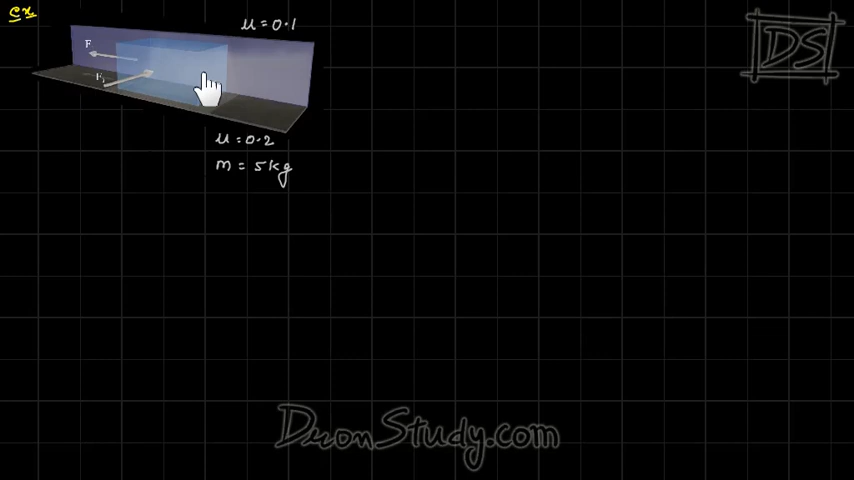 Ex
μ = 0.1
F
F₁
μ = 0.2
m = 5kg
DS
DronStudy.com